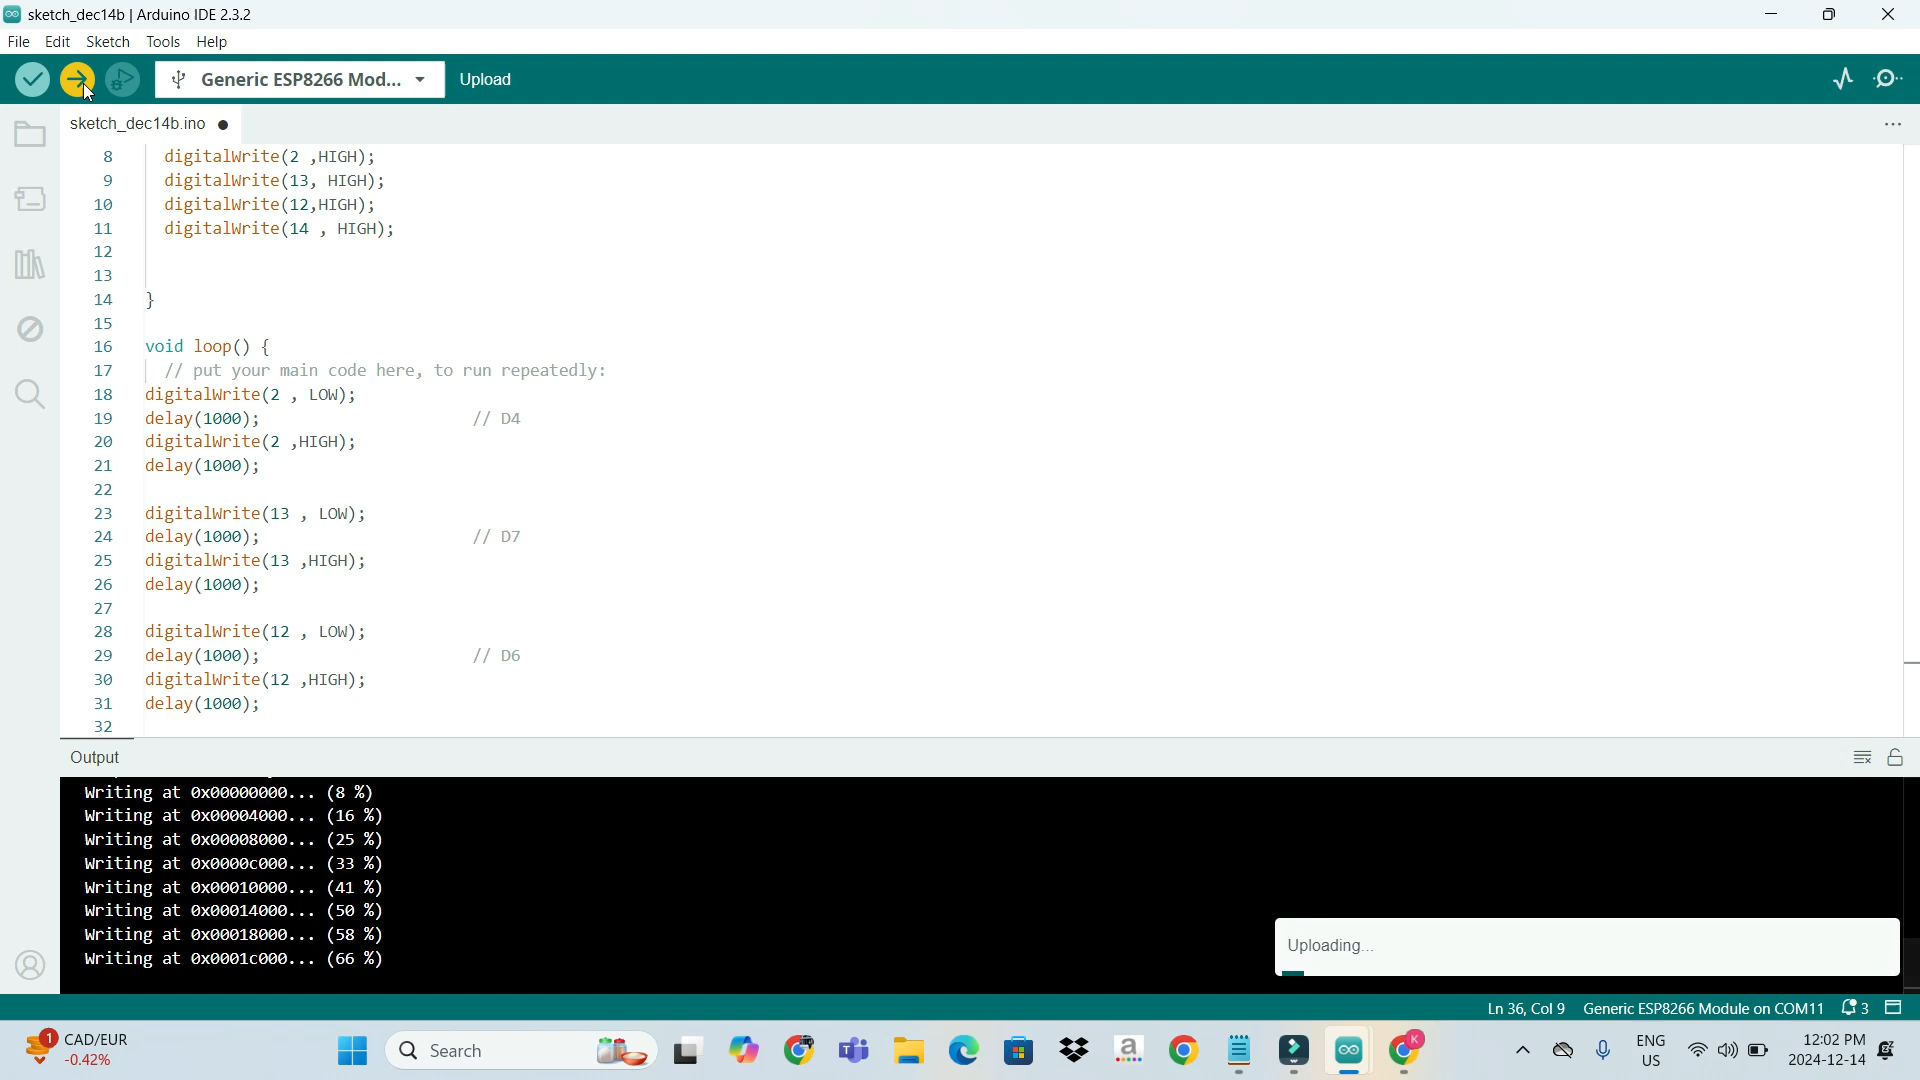 sketch_dec14b | Arduino IDE 2.3.2
File Edit Sketch Tools Help
Generic ESP8266 Mod... Upload
sketch_dec14b.ino
8 digitalWrite(2 ,HIGH);
9 digitalWrite(13, HIGH);
10 digitalWrite(12,HIGH);
11 digitalWrite(14 , HIGH);
12
13
14 }
15
16 void loop() {
17 // put your main code here, to run repeatedly:
18 digitalWrite(2 , LOW);
19 delay(1000); // D4
20 digitalWrite(2 ,HIGH);
21 delay(1000);
22
23 digitalWrite(13 , LOW);
24 delay(1000); // D7
25 digitalWrite(13 ,HIGH);
26 delay(1000);
27
28 digitalWrite(12 , LOW);
29 delay(1000); // D6
30 digitalWrite(12 ,HIGH);
31 delay(1000);
32
Output
Writing at 0x00000000... (8 %)
Writing at 0x00004000... (16 %)
Writing at 0x00008000... (25 %)
Writing at 0x0000c000... (33 %)
Writing at 0x00010000... (41 %)
Writing at 0x00014000... (50 %)
Writing at 0x00018000... (58 %)
Writing at 0x0001c000... (66 %)
Uploading...
Ln 36, Col 9 Generic ESP8266 Module on COM11 3
1 CAD/EUR
-0.42%
Search
a
K
ENG
US
12:02 PM
2024-12-14